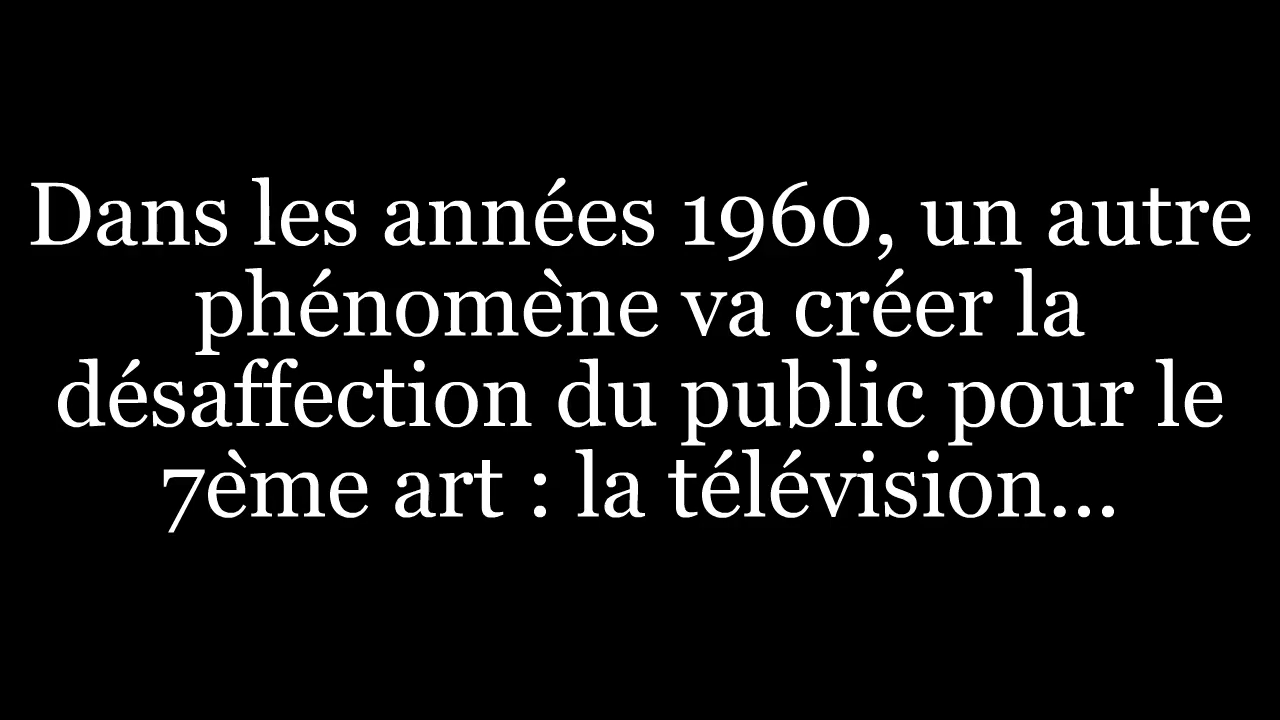 Dans les années 1960, un autre
phénomène va créer la
désaffection du public pour le
7ème art : la télévision...